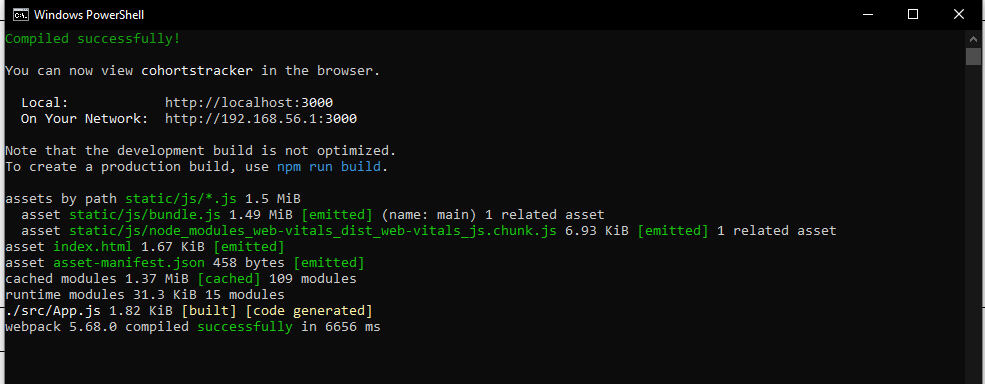 Windows PowerShell
Compiled successfully!
You can now view cohortstracker in the browser.
Local: http://localhost:3000
On Your Network: http://192.168.56.1:3000
Note that the development build is not optimized.
To create a production build, use npm run build.
assets by path static/js/*.js 1.5 MiB
asset static/js/bundle.js 1.49 MiB [emitted] (name: main) 1 related asset
asset static/js/node_modules_web-vitals_dist_web-vitals_js.chunk.js 6.93 KiB [emitted] 1 related asset
asset index.html 1.67 KiB [emitted]
asset asset-manifest.json 458 bytes [emitted]
cached modules 1.37 MiB [cached] 109 modules
runtime modules 31.3 KiB 15 modules
./src/App.js 1.82 KiB [built] [code generated]
webpack 5.68.0 compiled successfully in 6656 ms